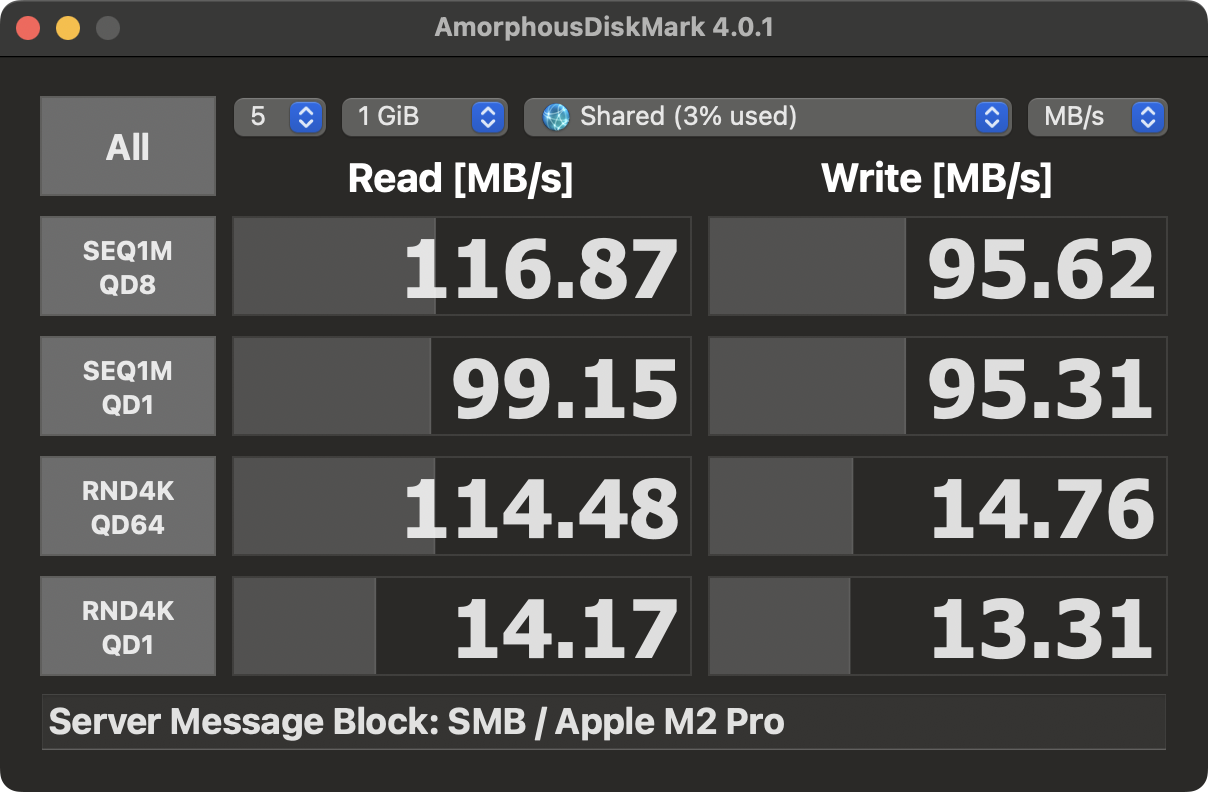 AmorphousDiskMark 4.0.1
All
5
1 GiB
Shared (3% used)
MB/s
Read [MB/s]
Write [MB/s]
SEQ1M
QD8
116.87
95.62
SEQ1M
QD1
99.15
95.31
RND4K
QD64
114.48
14.76
RND4K
QD1
14.17
13.31
Server Message Block: SMB / Apple M2 Pro